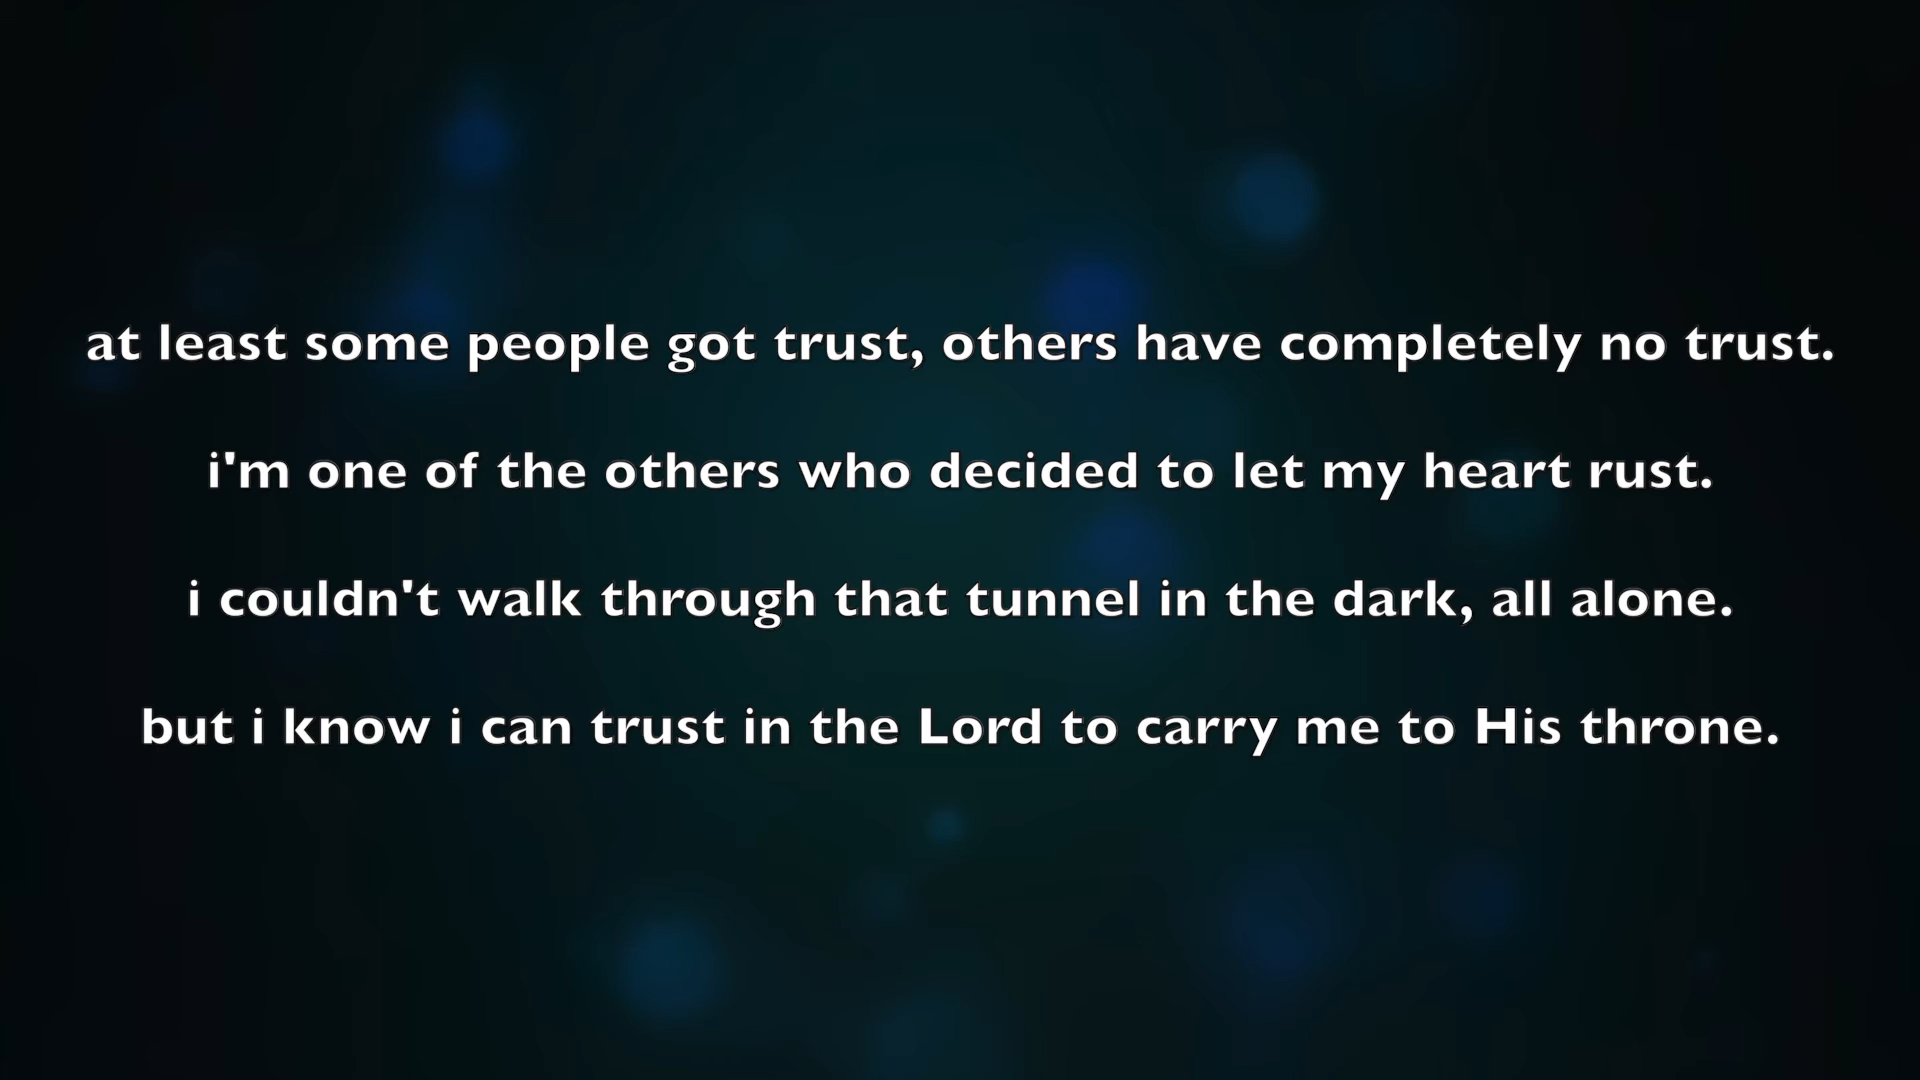 at least some people got trust, others have completely no trust.
i'm one of the others who decided to let my heart rust.
i couldn't walk through that tunnel in the dark, all alone.
but i know i can trust in the Lord to carry me to His throne.